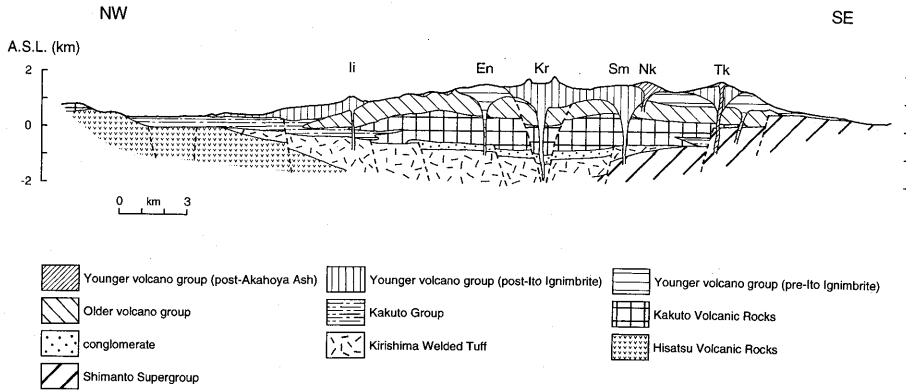 NW
SE
A.S.L. (km)
Ii En Kr Sm Nk Tk
2
0
-2
0 km 3
Younger volcano group (post-Akahoya Ash)
Younger volcano group (post-Ito Ignimbrite)
Younger volcano group (pre-Ito Ignimbrite)
Older volcano group
Kakuto Group
Kakuto Volcanic Rocks
conglomerate
Kirishima Welded Tuff
Hisatsu Volcanic Rocks
Shimanto Supergroup